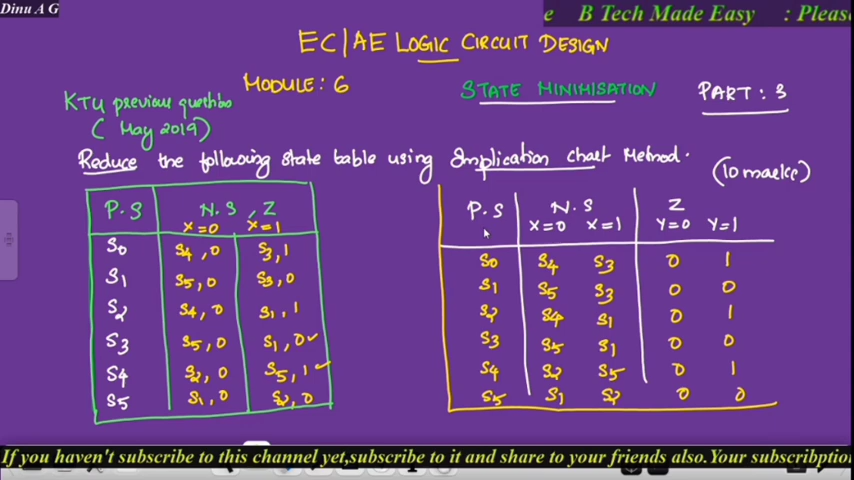 Dinu A G
B Tech Made Easy : Please
EC|AE LOGIC CIRCUIT DESIGN
MODULE: 6
STATE MINIMISATION
PART: 3
KTU previous question
(May 2019)
Reduce the following state table using Implication chart Method. (10 marks)
P.S N.S, Z
X=0 X=1
S0 S4,0 S3,1
S1 S5,0 S3,0
S2 S4,0 S1,1
S3 S5,0 S1,0✓
S4 S2,0 S5,1✓
S5 S1,0 S2,0
P.S N.S Z
X=0 X=1 Y=0 Y=1
S0 S4 S3 0 1
S1 S5 S3 0 0
S2 S4 S1 0 1
S3 S5 S1 0 0
S4 S2 S5 0 1
S5 S1 S2 0 0
If you haven't subscribe to this channel yet,subscribe to it and share to your friends also.Your subscribption